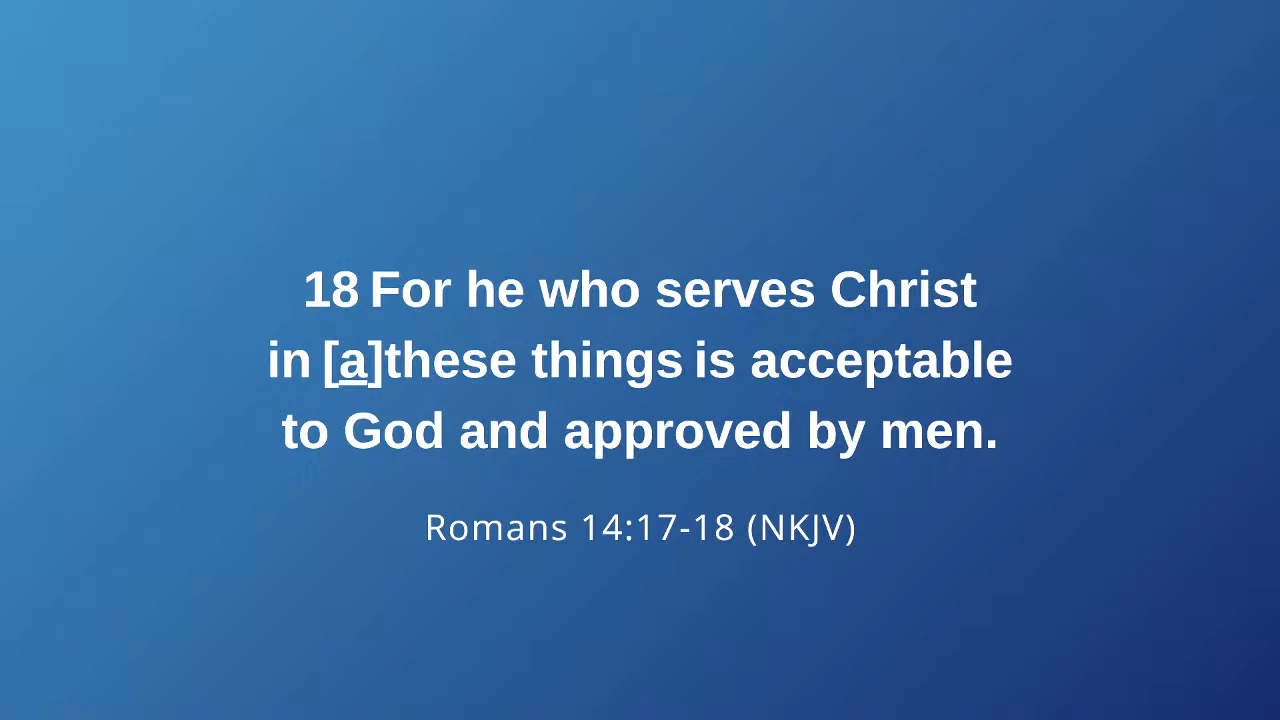 18 For he who serves Christ
in [a]these things is acceptable
to God and approved by men.
Romans 14:17-18 (NKJV)